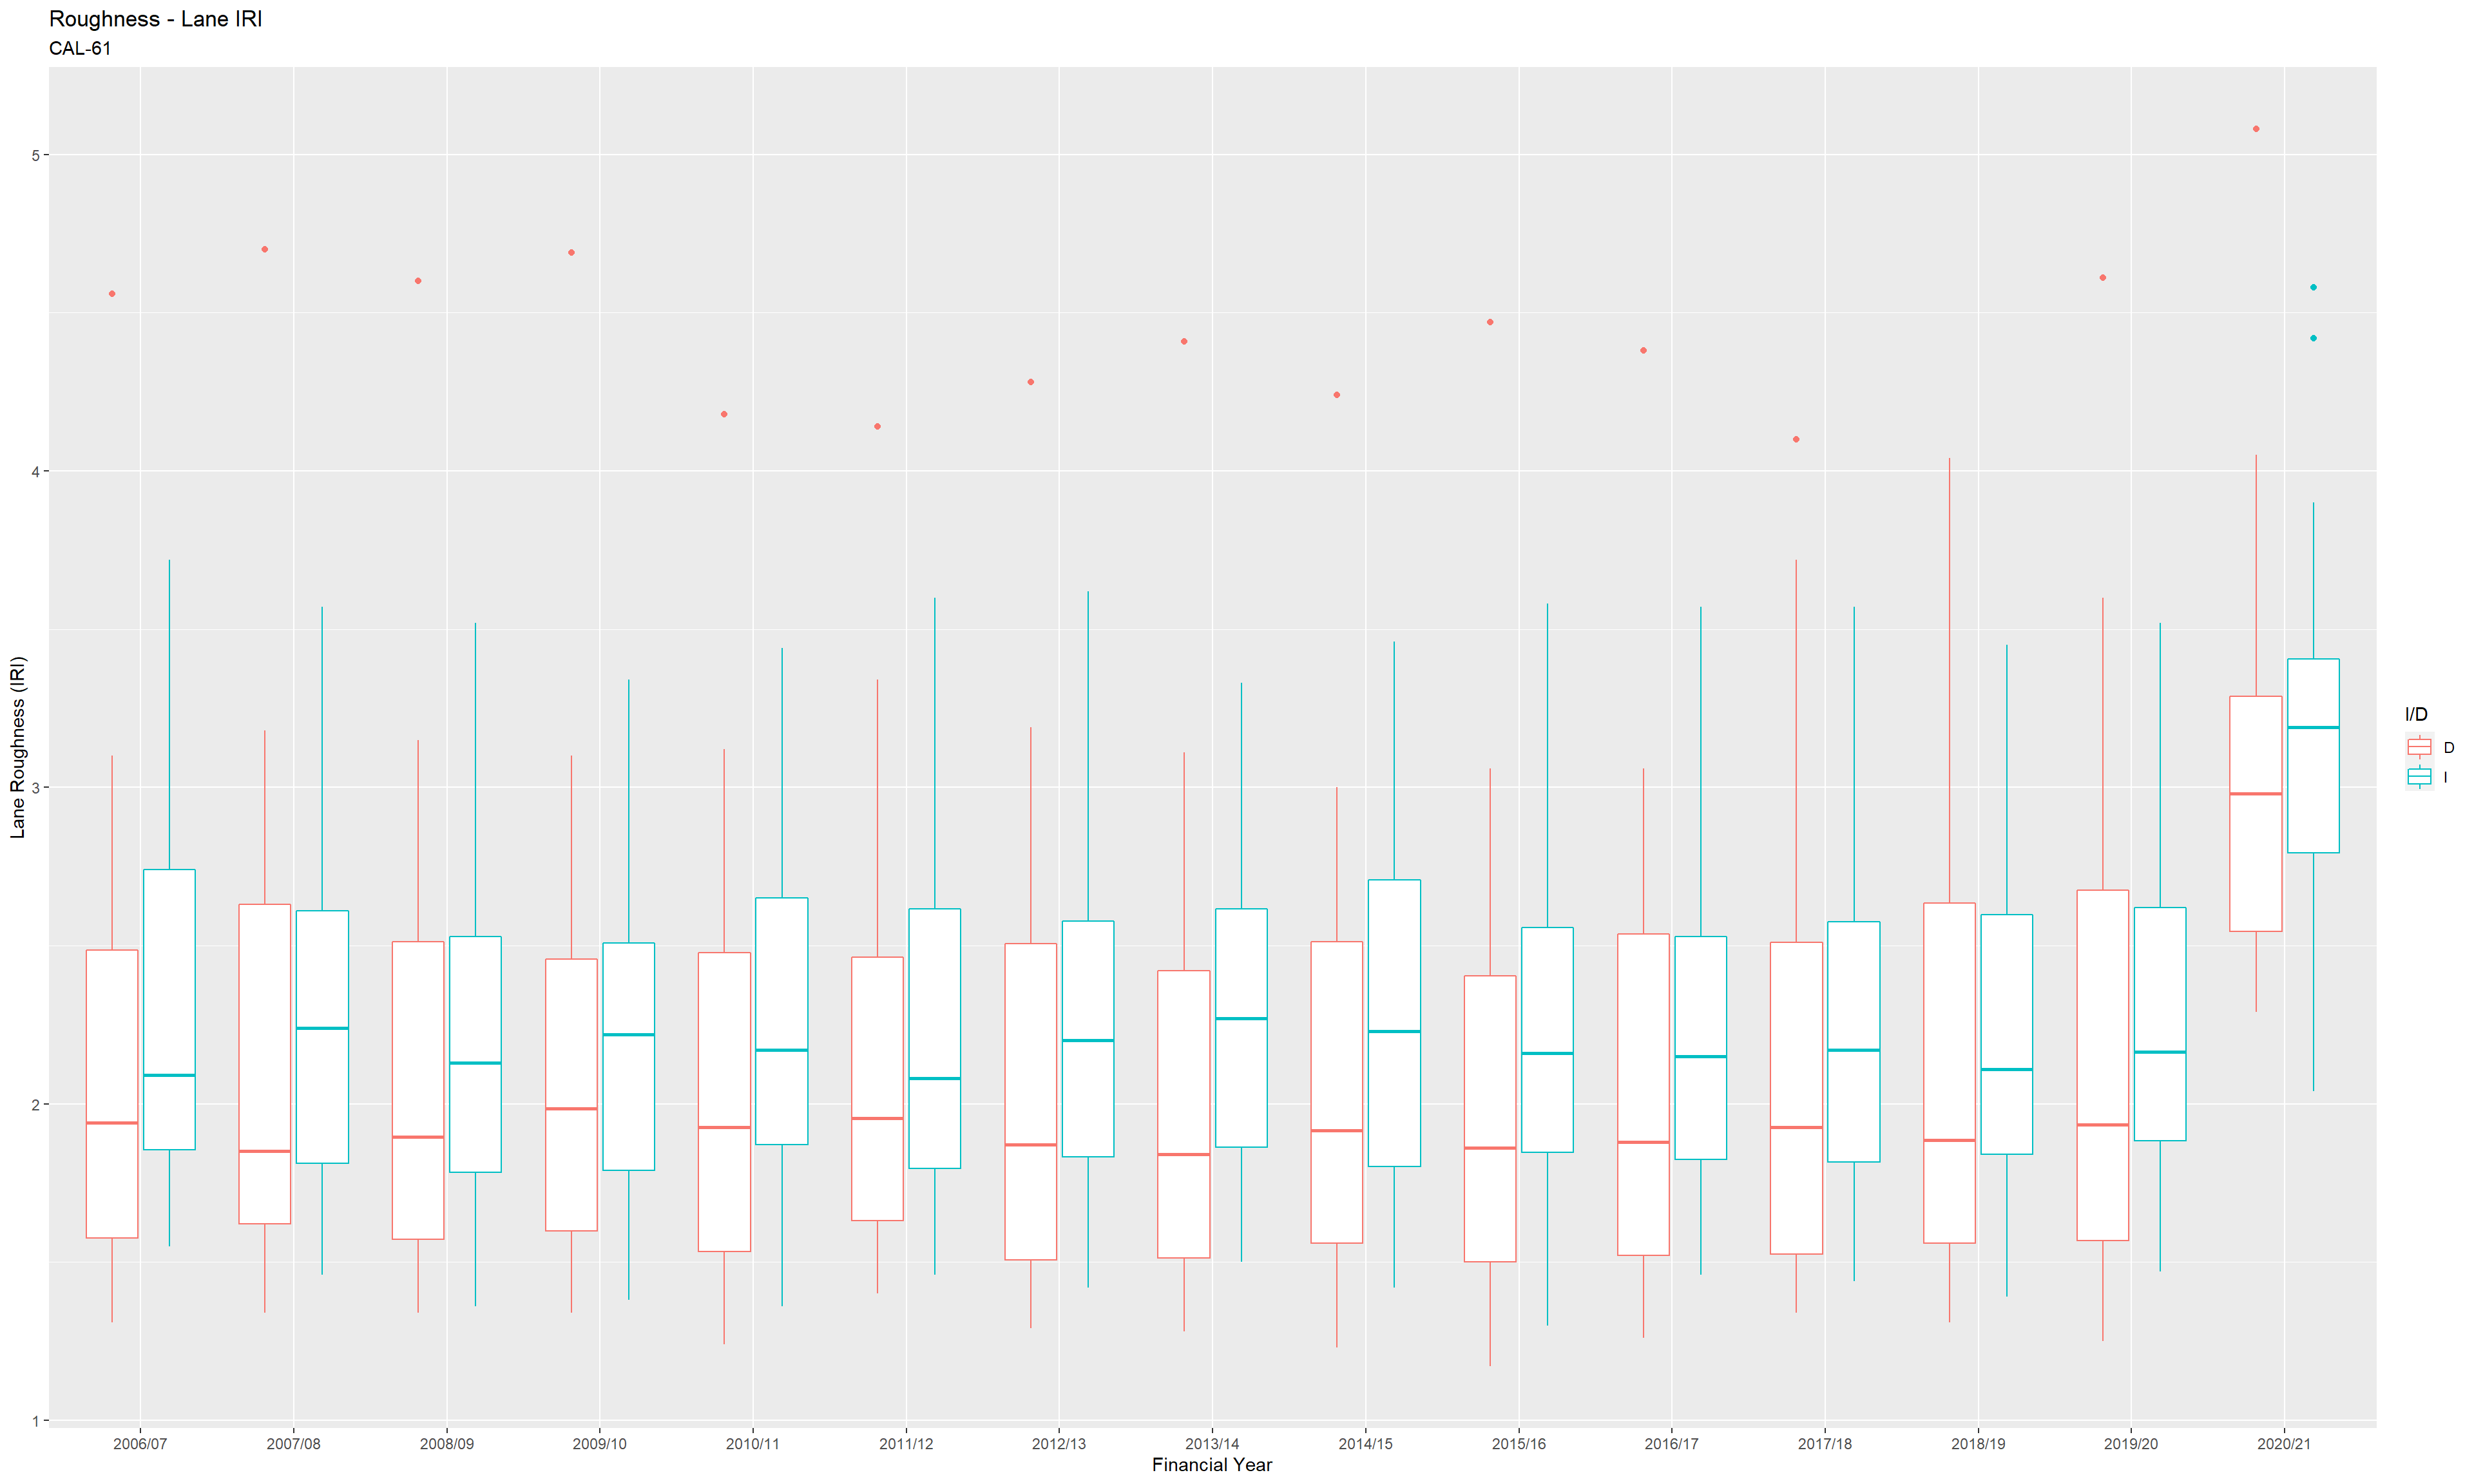 Roughness - Lane IRI
CAL-61
Lane Roughness (IRI)
5
4
3
2
1
2006/07 2007/08 2008/09 2009/10 2010/11 2011/12 2012/13 2013/14 2014/15 2015/16 2016/17 2017/18 2018/19 2019/20 2020/21
Financial Year
I/D
D
I